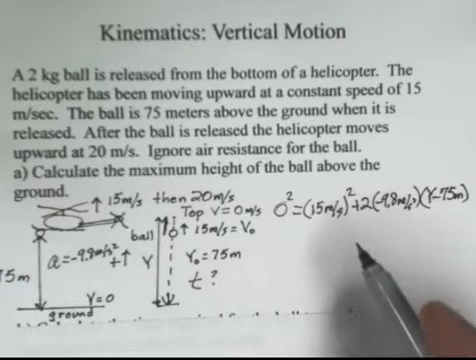 Kinematics: Vertical Motion
A 2 kg ball is released from the bottom of a helicopter. The
helicopter has been moving upward at a constant speed of 15
m/sec. The ball is 75 meters above the ground when it is
released. After the ball is released the helicopter moves
upward at 20 m/s. Ignore air resistance for the ball.
a) Calculate the maximum height of the ball above the
ground.
↑ 15m/s then 20m/s
Top V=0m/s
0²=(15m/s)²+2(-9.8m/s²)(Y-75m)
ball ↑ 15m/s=V₀
a=-9.8m/s²
+↑ Y
Y₀=75m
75m
t?
Y=0
ground